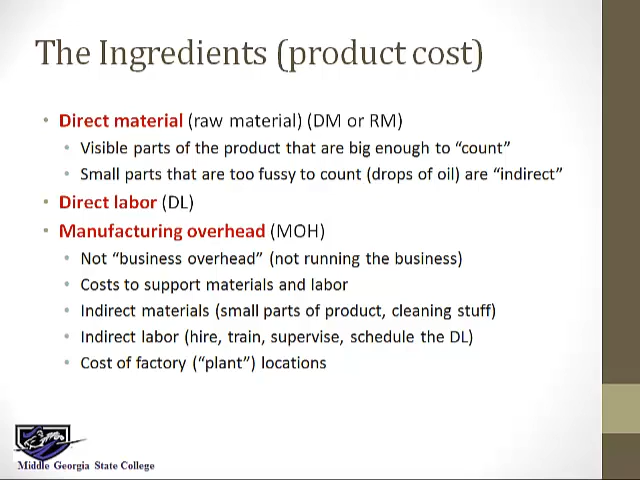 The Ingredients (product cost)
• Direct material (raw material) (DM or RM)
• Visible parts of the product that are big enough to “count”
• Small parts that are too fussy to count (drops of oil) are “indirect”
• Direct labor (DL)
• Manufacturing overhead (MOH)
• Not “business overhead” (not running the business)
• Costs to support materials and labor
• Indirect materials (small parts of product, cleaning stuff)
• Indirect labor (hire, train, supervise, schedule the DL)
• Cost of factory (“plant”) locations
Middle Georgia State College